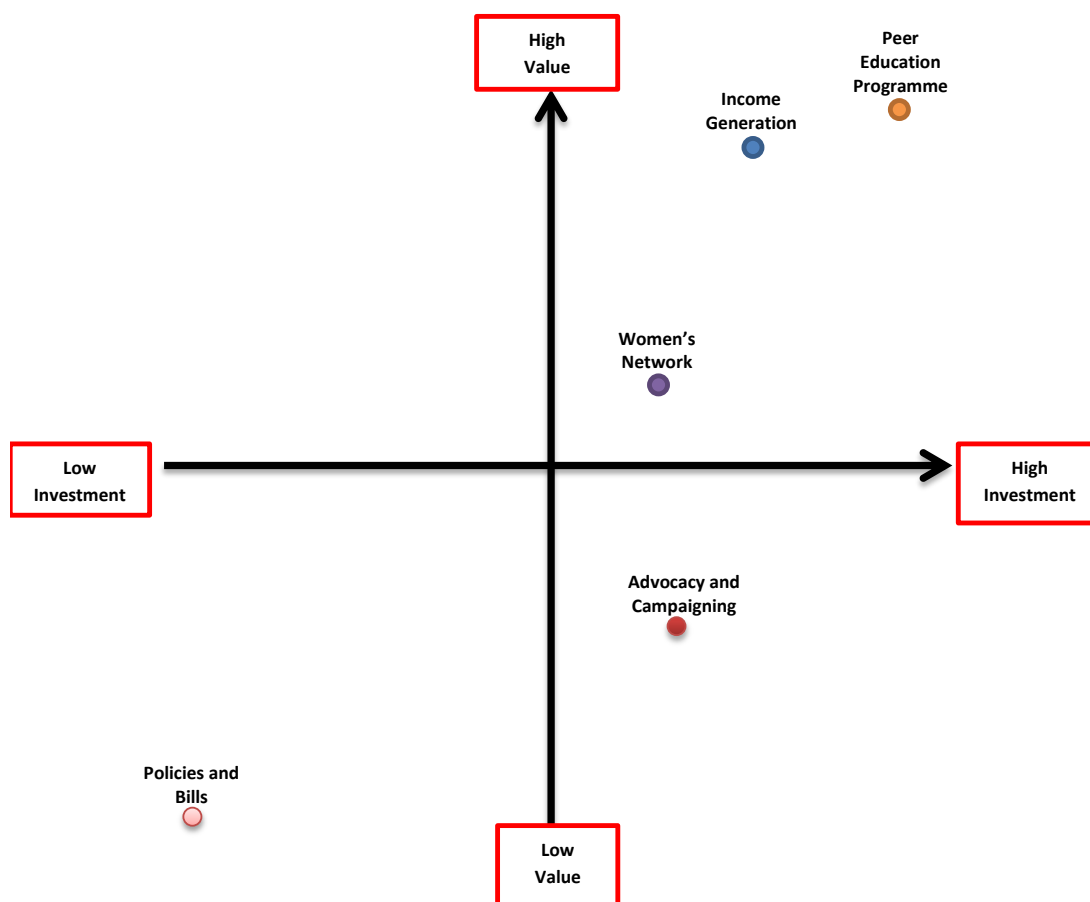 High
Value
Peer
Education
Programme
Income
Generation
Women’s
Network
Low
Investment
High
Investment
Advocacy and
Campaigning
Policies and
Bills
Low
Value